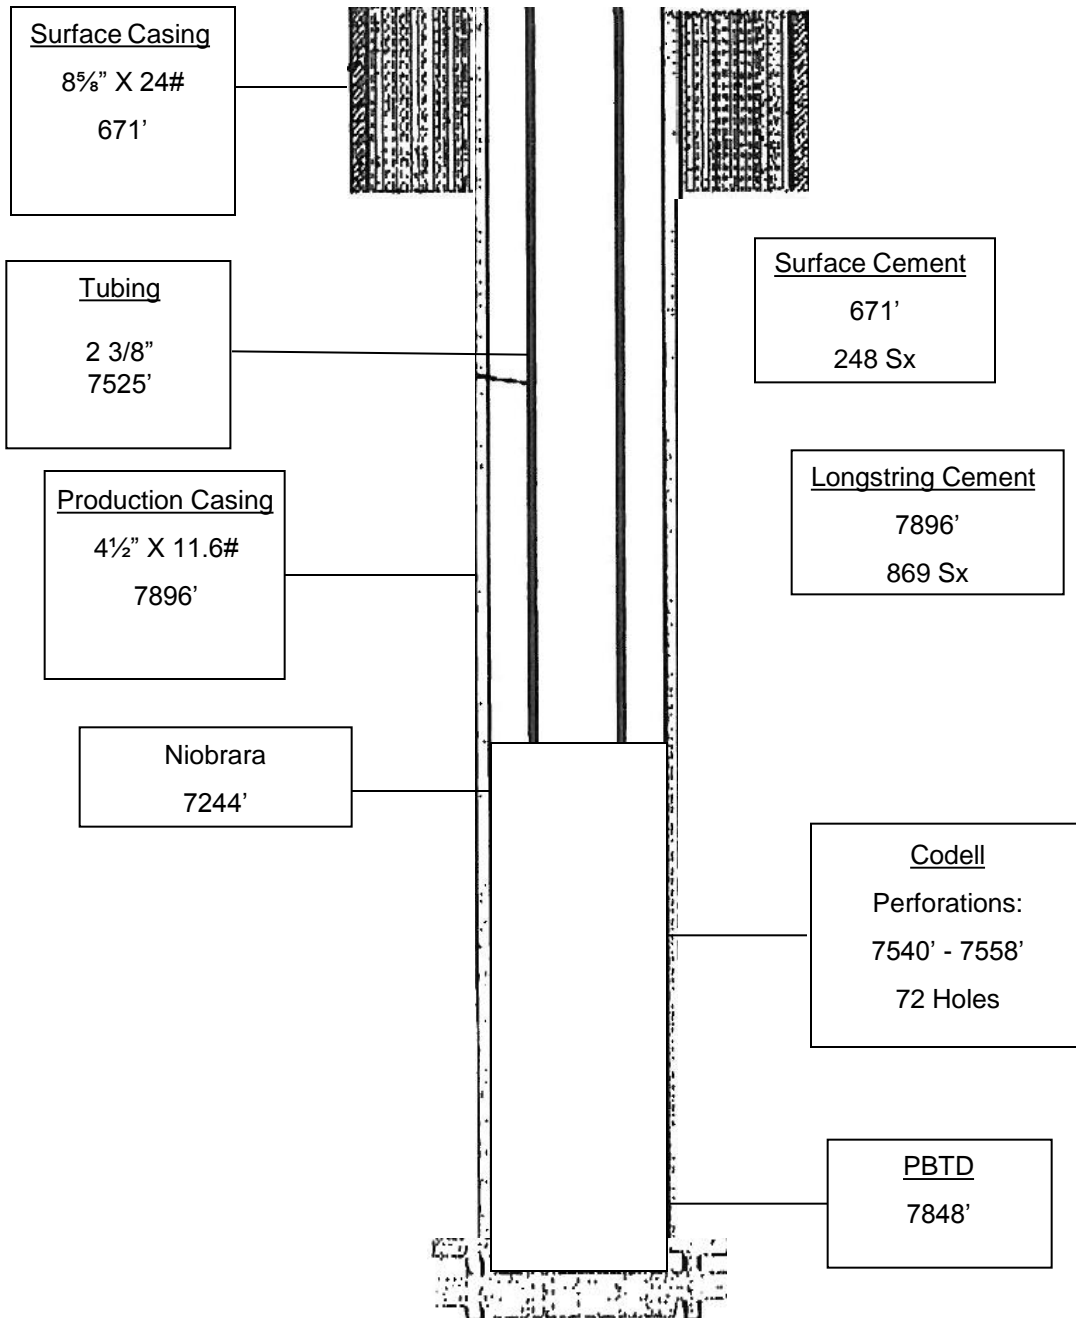 Surface Casing
8⅝” X 24#
671’
Tubing
2 3/8”
7525’
Surface Cement
671’
248 Sx
Production Casing
4½” X 11.6#
7896’
Longstring Cement
7896’
869 Sx
Niobrara
7244’
Codell
Perforations:
7540’ - 7558’
72 Holes
PBTD
7848’